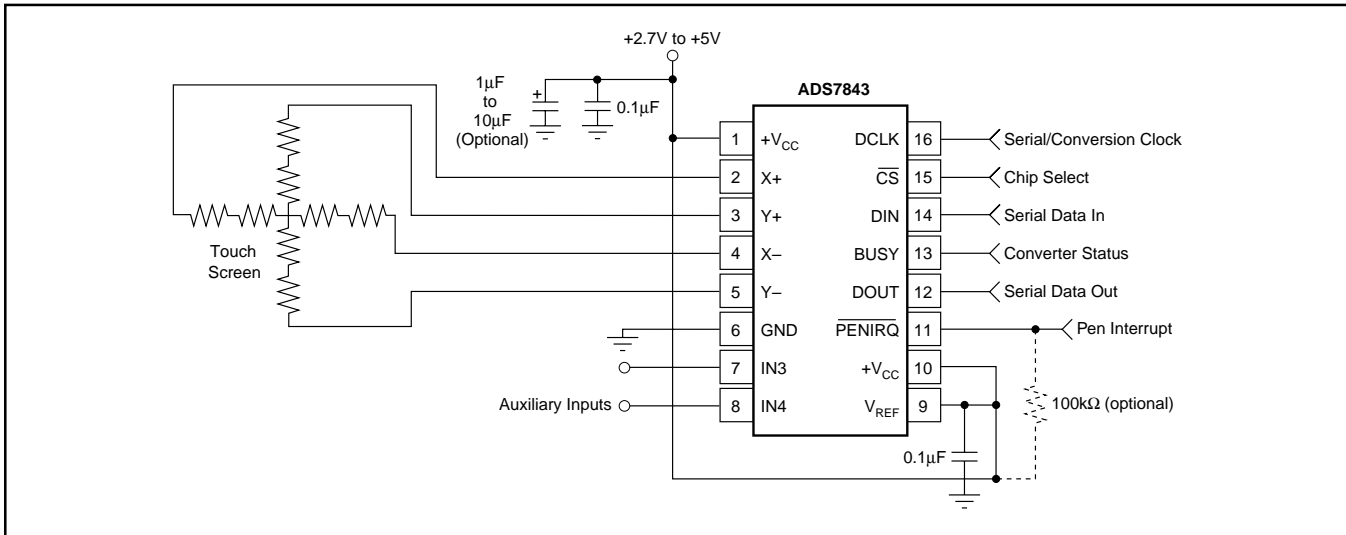 +2.7V to +5V
1µF
to
10µF
(Optional)
+
0.1µF
ADS7843
Touch
Screen
1 +VCC
2 X+
3 Y+
4 X–
5 Y–
6 GND
7 IN3
8 IN4
Auxiliary Inputs
DCLK 16 Serial/Conversion Clock
CS 15 Chip Select
DIN 14 Serial Data In
BUSY 13 Converter Status
DOUT 12 Serial Data Out
PENIRQ 11 Pen Interrupt
+VCC 10
VREF 9
100kΩ (optional)
0.1µF